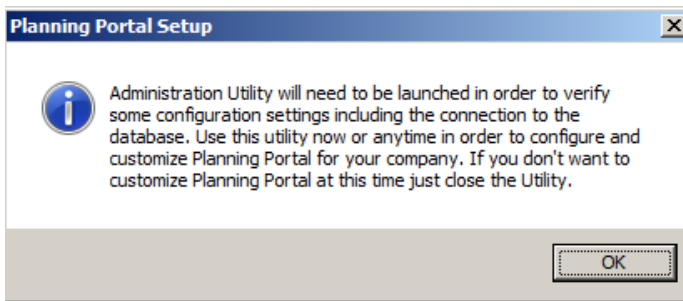 Planning Portal Setup
Administration Utility will need to be launched in order to verify
some configuration settings including the connection to the
database. Use this utility now or anytime in order to configure and
customize Planning Portal for your company. If you don't want to
customize Planning Portal at this time just close the Utility.
OK